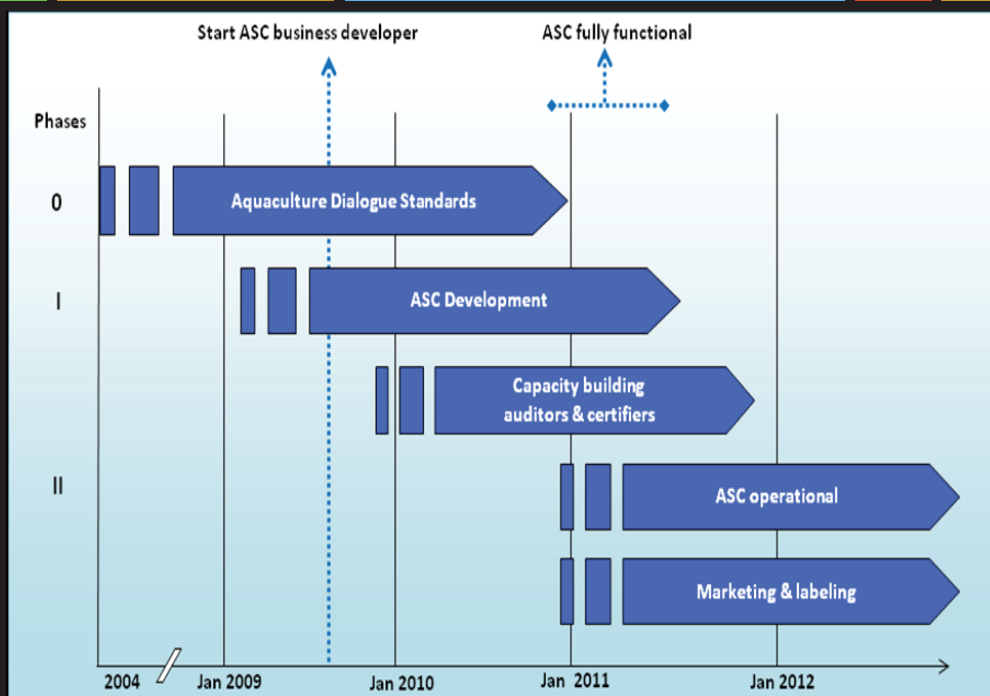 Start ASC business developer
ASC fully functional
Phases
0
Aquaculture Dialogue Standards
I
ASC Development
Capacity building
auditors & certifiers
II
ASC operational
Marketing & labeling
2004
Jan 2009
Jan 2010
Jan 2011
Jan 2012